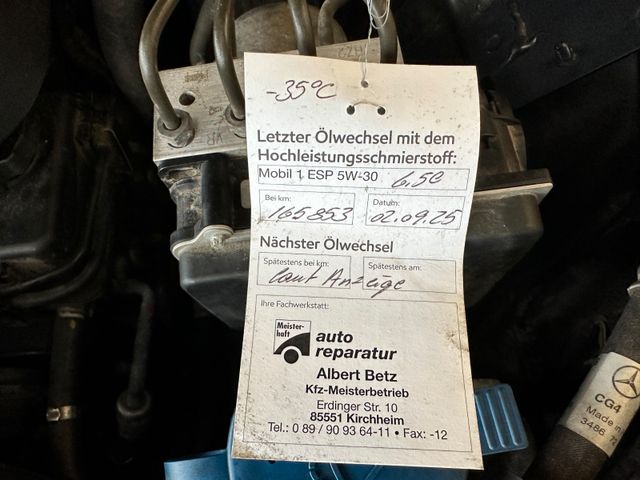 -35°C
Letzter Ölwechsel mit dem
Hochleistungsschmierstoff:
Mobil 1 ESP 5W-30 6,5l
Bei km: Datum:
165853 02.09.25
Nächster Ölwechsel
Spätestens bei km: Spätestens am:
laut Anzeige
Ihre Fachwerkstatt:
Meister-
haft
auto
reparatur
Albert Betz
Kfz-Meisterbetrieb
Erdinger Str. 10
85551 Kirchheim
Tel.: 0 89 / 90 93 64-11 • Fax: -12
CG4
Made in